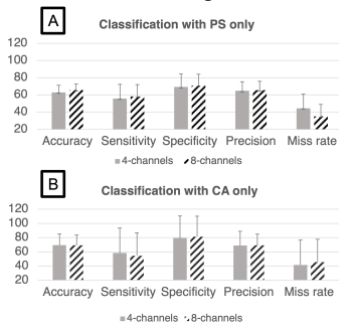 A
Classification with PS only
120
100
80
60
40
20
Accuracy Sensitivity Specificity Precision Miss rate
4-channels 8-channels
B
Classification with CA only
120
100
80
60
40
20
0
Accuracy Sensitivity Specificity Precision Miss rate
4-channels 8-channels